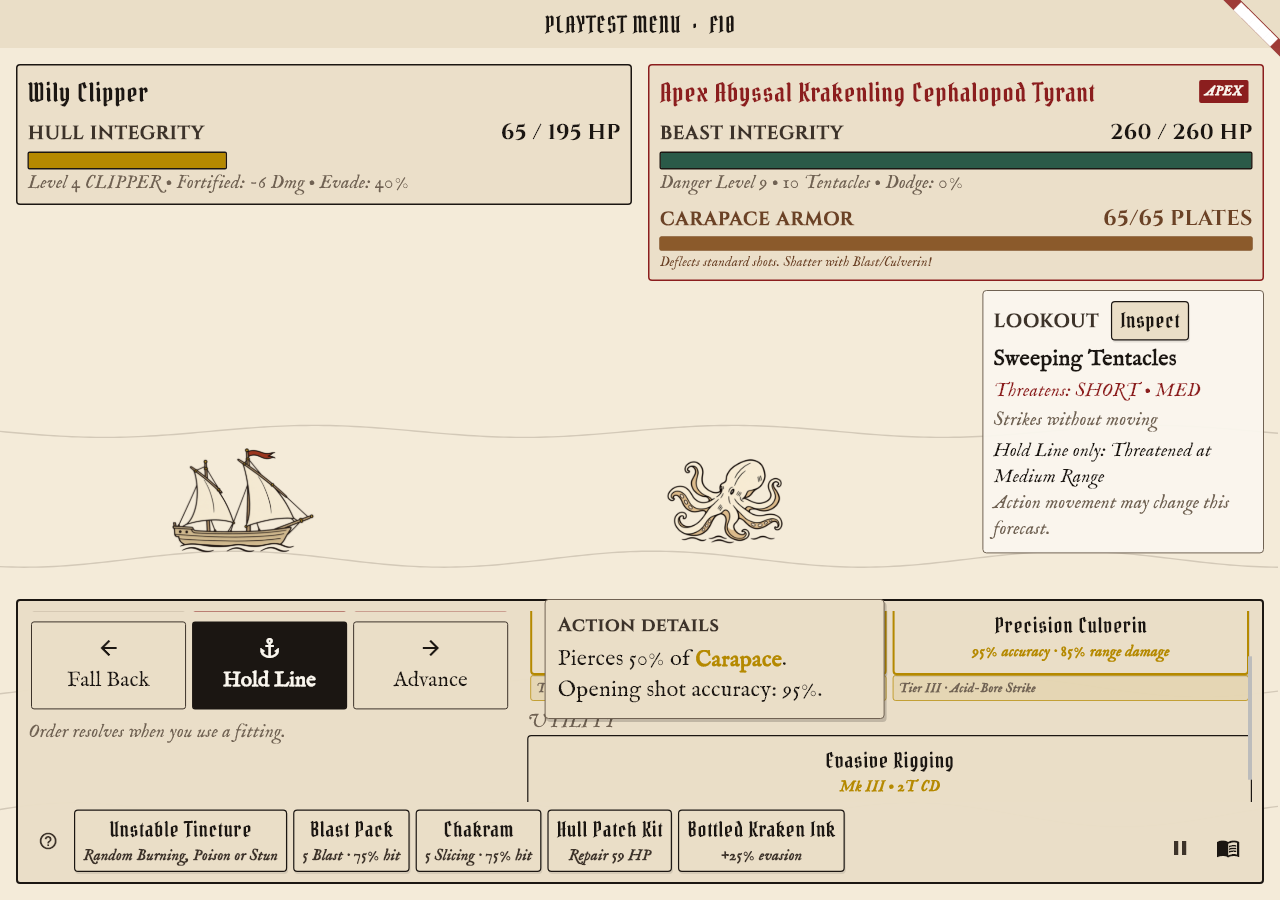 PLAYTEST MENU · F10
Wily Clipper
HULL INTEGRITY
65 / 195 HP
Level 4 CLIPPER • Fortified: -6 Dmg • Evade: 40%
Apex Abyssal Krakenling Cephalopod Tyrant
APEX
BEAST INTEGRITY
260 / 260 HP
Danger Level 9 • 10 Tentacles • Dodge: 0%
CARAPACE ARMOR
65/65 PLATES
Deflects standard shots. Shatter with Blast/Culverin!
LOOKOUT
Inspect
Sweeping Tentacles
Threatens: SHORT • MED
Strikes without moving
Hold Line only: Threatened at
Medium Range
Action movement may change this
forecast.
Fall Back
Hold Line
Advance
Order resolves when you use a fitting.
ACTION DETAILS
Pierces 50% of Carapace.
Opening shot accuracy: 95%.
Precision Culverin
95% accuracy · 85% range damage
Tier III · Acid-Bore Strike
UTILITY
Evasive Rigging
Mk III • 2T CD
Unstable Tincture
Random Burning, Poison or Stun
Blast Pack
5 Blast · 75% hit
Chakram
5 Slicing · 75% hit
Hull Patch Kit
Repair 59 HP
Bottled Kraken Ink
+25% evasion